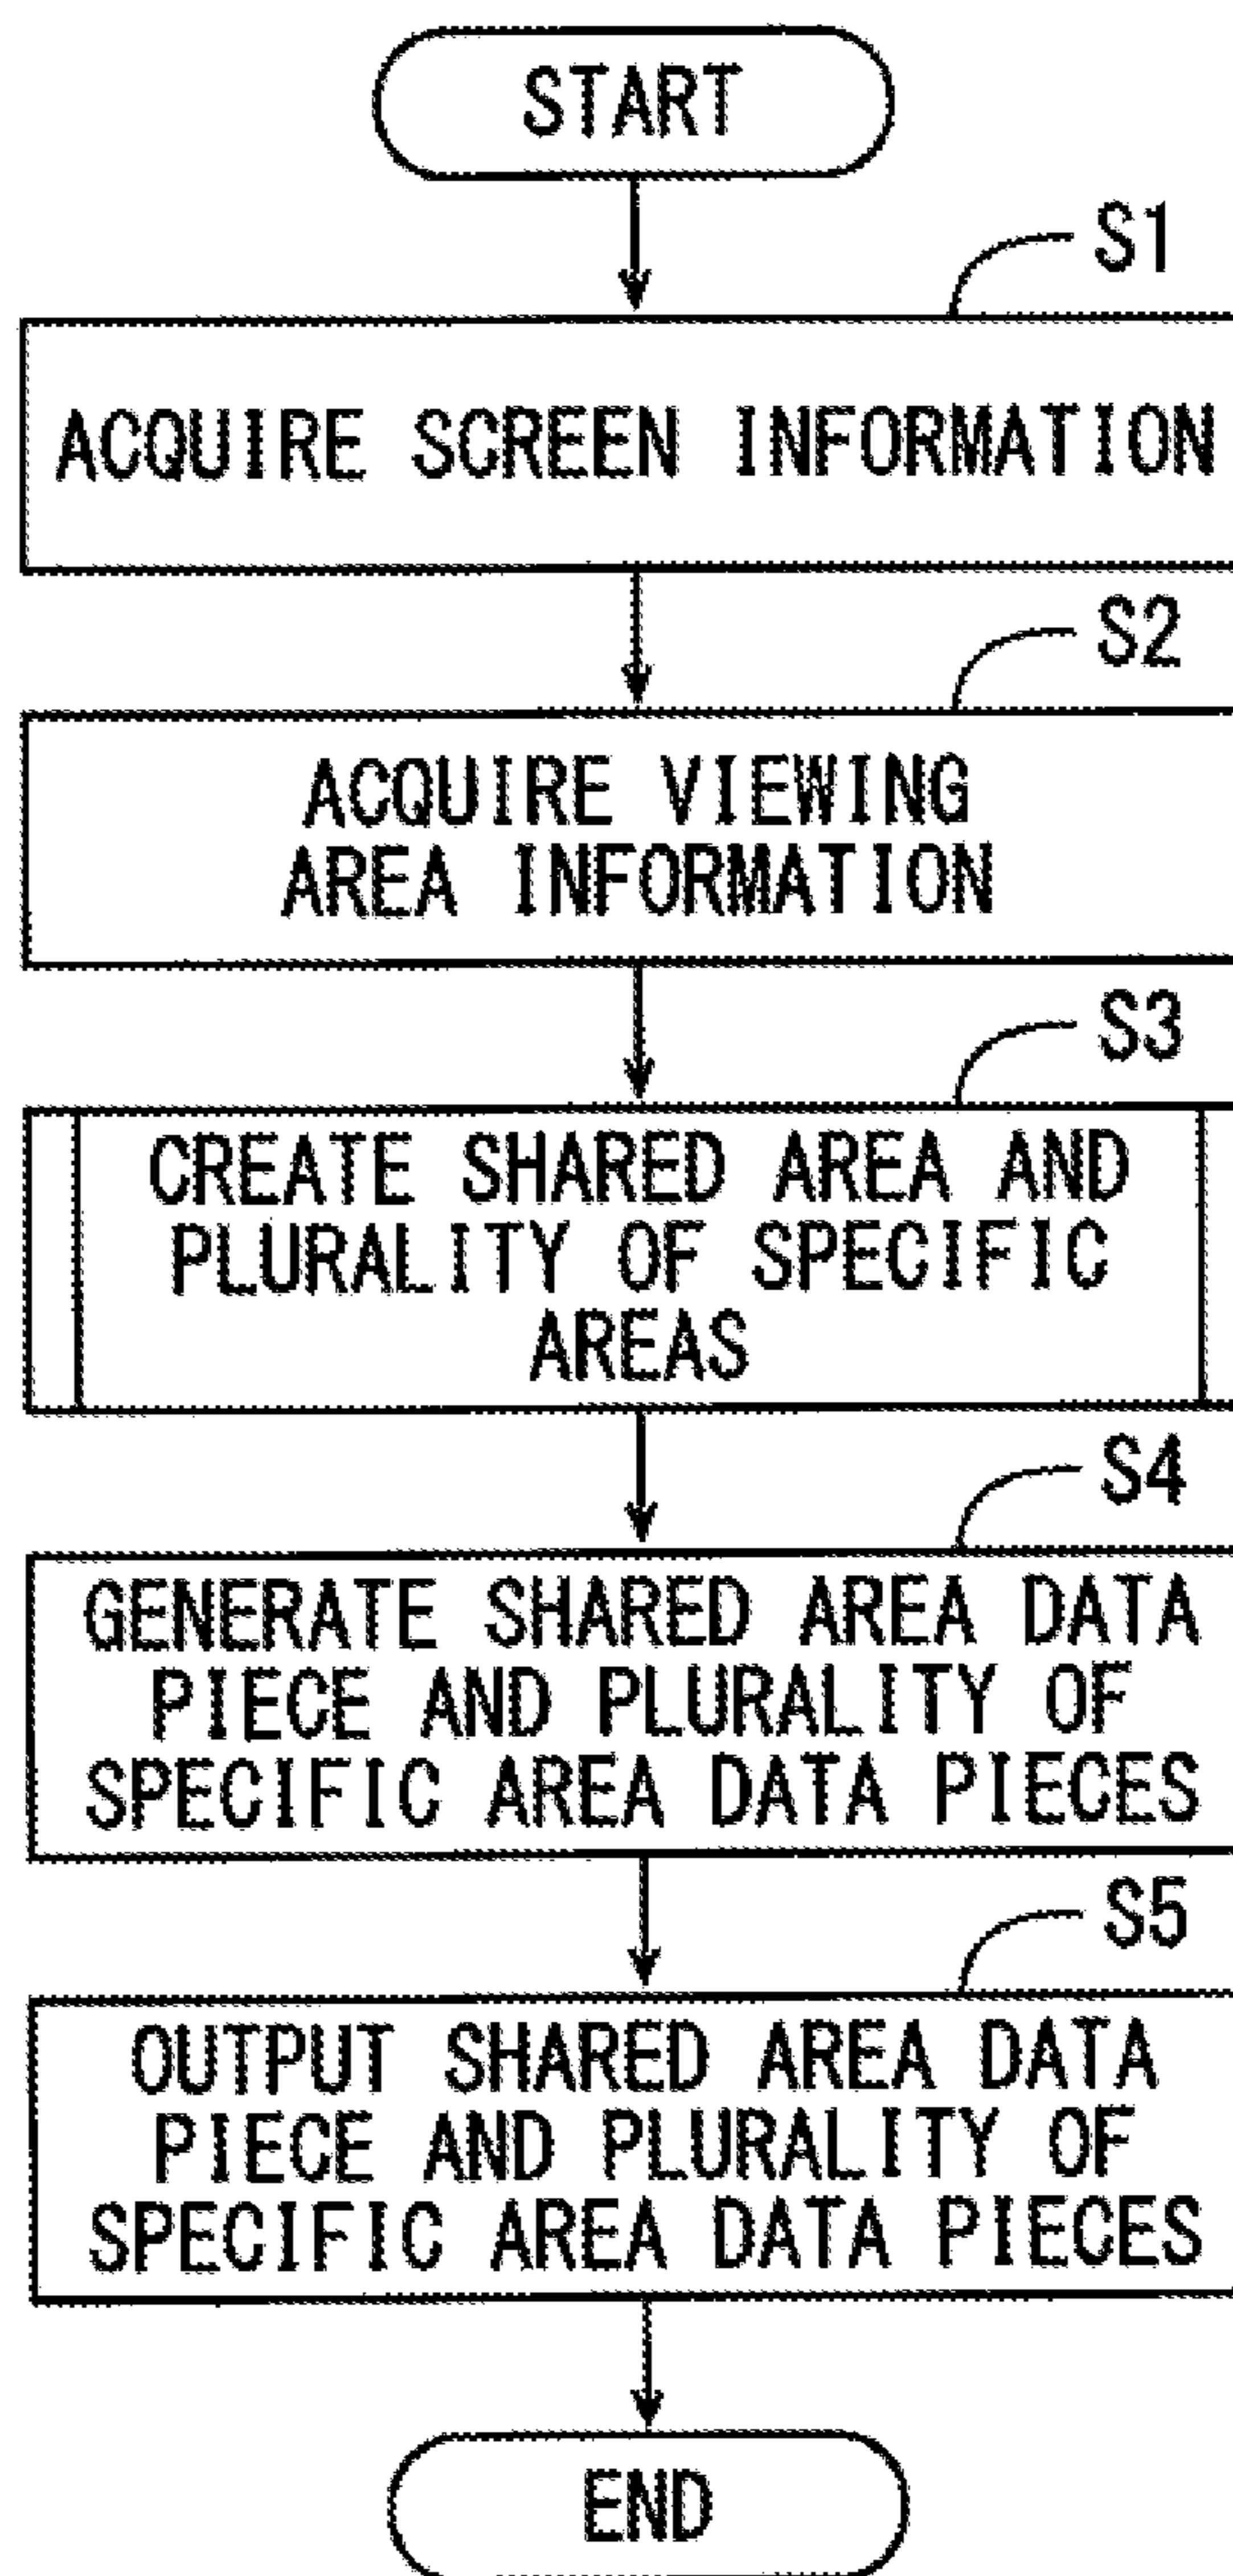 START
S1
ACQUIRE SCREEN INFORMATION
S2
ACQUIRE VIEWING
AREA INFORMATION
S3
CREATE SHARED AREA AND
PLURALITY OF SPECIFIC
AREAS
S4
GENERATE SHARED AREA DATA
PIECE AND PLURALITY OF
SPECIFIC AREA DATA PIECES
S5
OUTPUT SHARED AREA DATA
PIECE AND PLURALITY OF
SPECIFIC AREA DATA PIECES
END